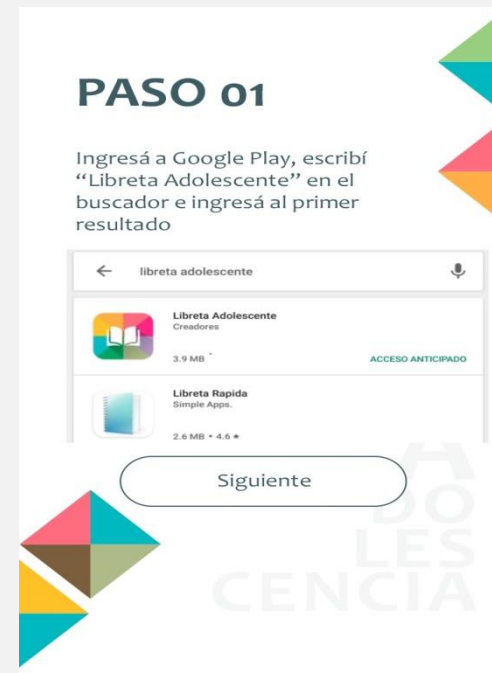 PASO 01
Ingresá a Google Play, escribí
“Libreta Adolescente” en el
buscador e ingresá al primer
resultado
libreta adolescente
Libreta Adolescente
Creadores
3.9 MB
ACCESO ANTICIPADO
Libreta Rapida
Simple Apps.
2.6 MB • 4.6 ★
Siguiente
A
DO
LES
CENCIA